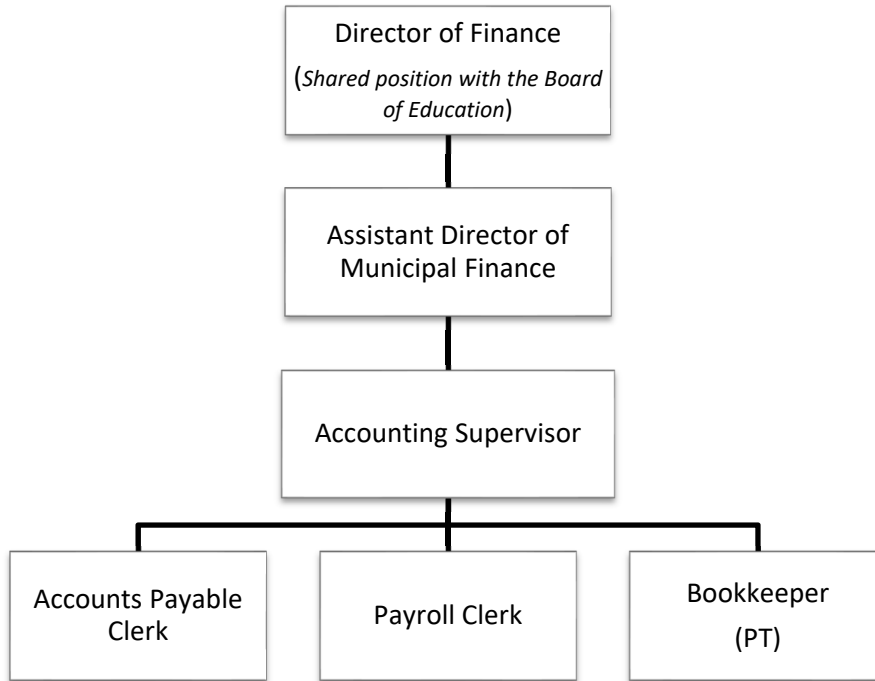 Director of Finance
(Shared position with the Board
of Education)
Assistant Director of
Municipal Finance
Accounting Supervisor
Accounts Payable
Clerk
Payroll Clerk
Bookkeeper
(PT)